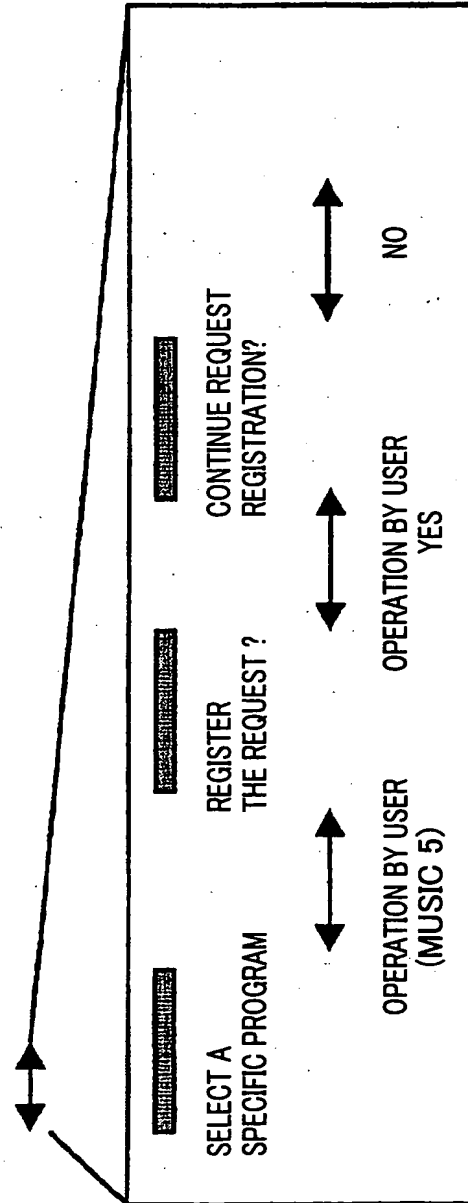 SELECT A
SPECIFIC PROGRAM
REGISTER
THE REQUEST ?
CONTINUE REQUEST
REGISTRATION?
OPERATION BY USER
(MUSIC 5)
OPERATION BY USER
YES
NO